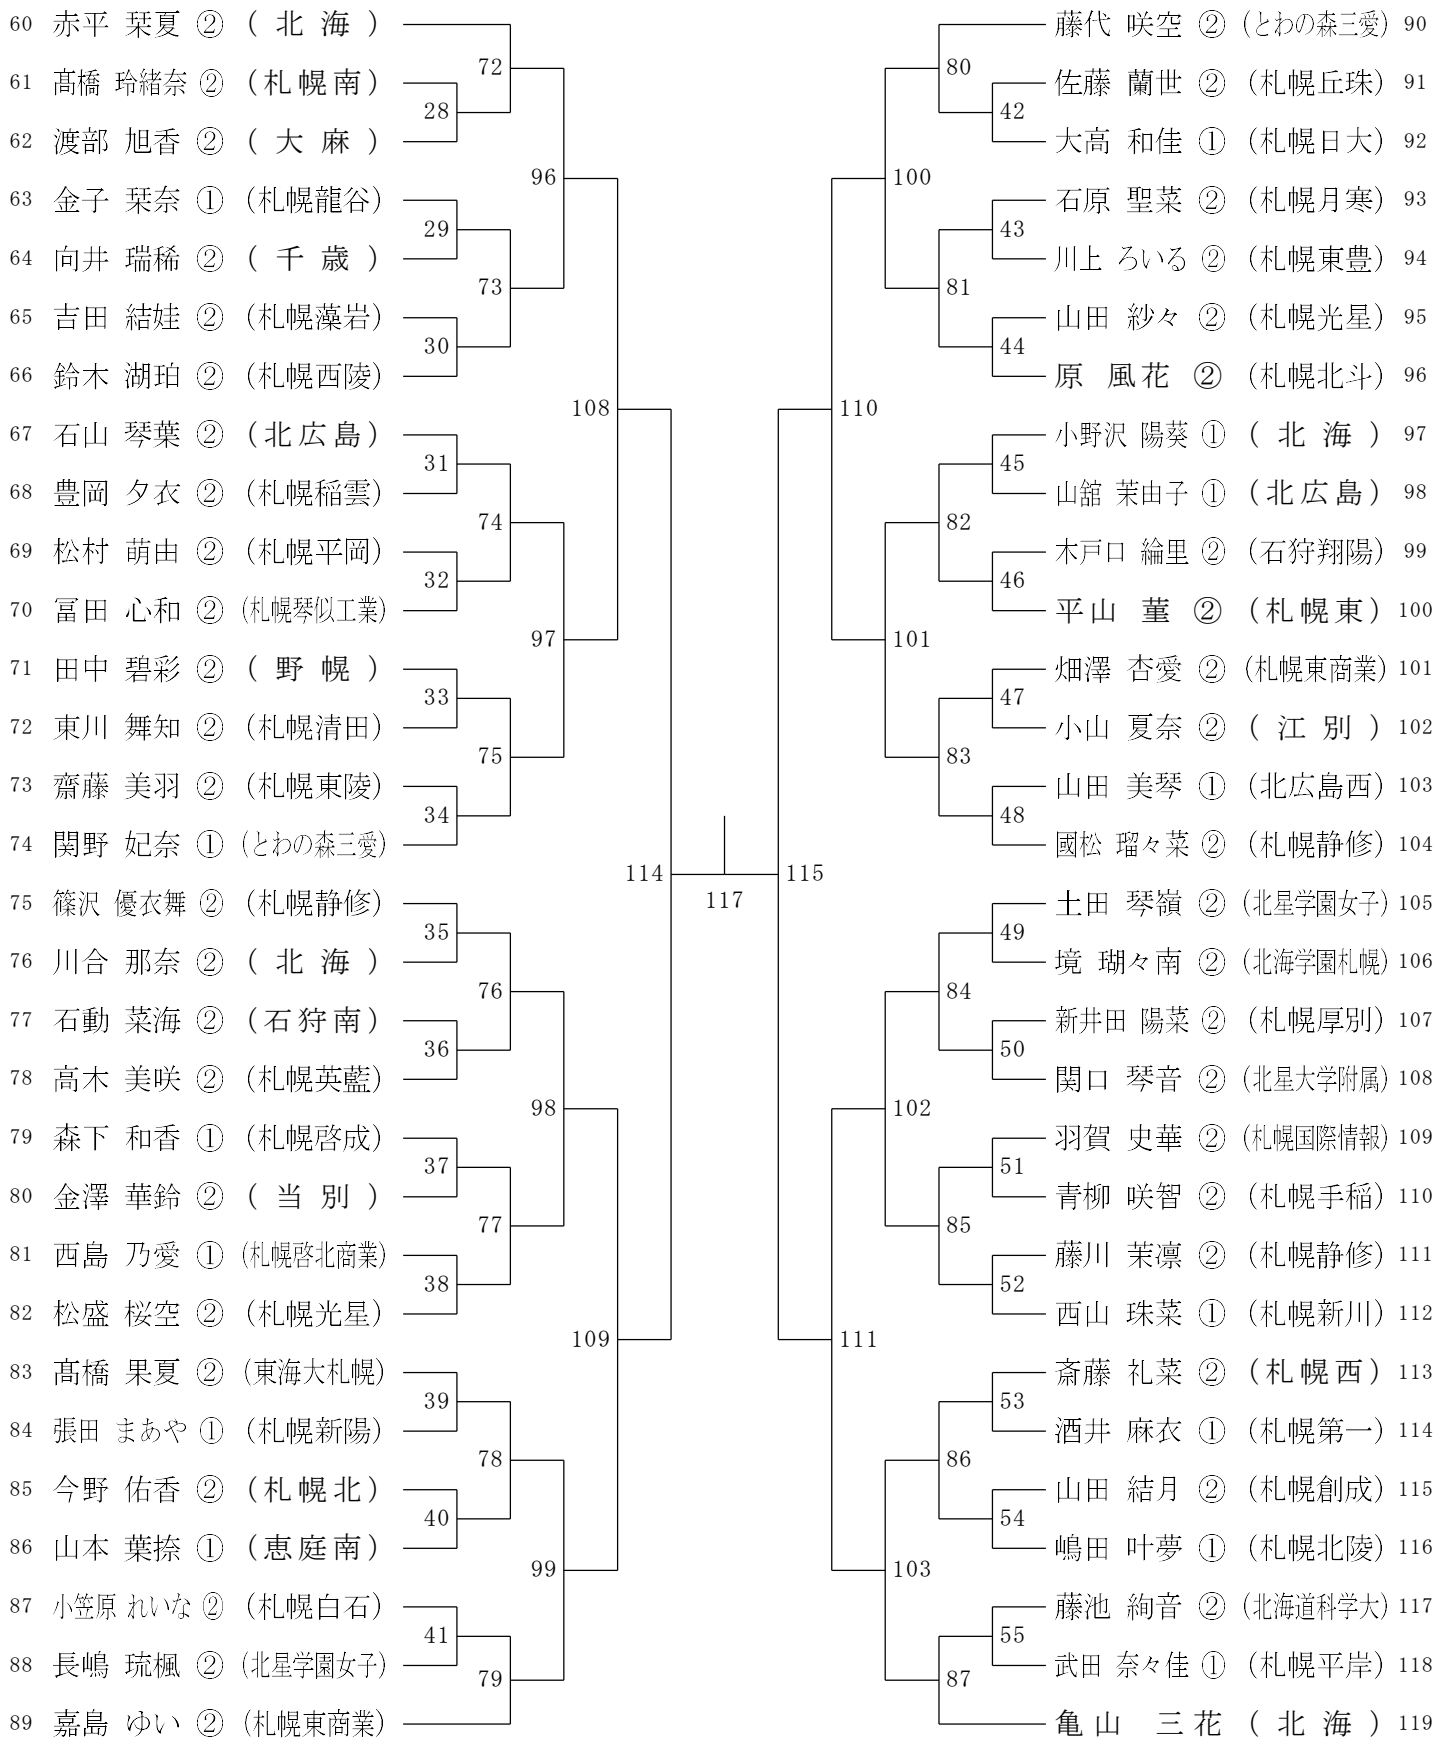 60 赤平 栞夏 ② ( 北 海 )
61 髙橋 玲緒奈 ② (札幌南)
62 渡部 旭香 ② ( 大 麻 )
63 金子 栞奈 ① (札幌龍谷)
64 向井 瑞稀 ② ( 千 歳 )
65 吉田 結娃 ② (札幌藻岩)
66 鈴木 湖珀 ② (札幌西陵)
67 石山 琴葉 ② (北広島)
68 豊岡 夕衣 ② (札幌稲雲)
69 松村 萌由 ② (札幌平岡)
70 冨田 心和 ② (札幌琴似工業)
71 田中 碧彩 ② ( 野 幌 )
72 東川 舞知 ② (札幌清田)
73 齋藤 美羽 ② (札幌東陵)
74 関野 妃奈 ① (とわの森三愛)
75 篠沢 優衣舞 ② (札幌静修)
76 川合 那奈 ② ( 北 海 )
77 石動 菜海 ② (石狩南)
78 高木 美咲 ② (札幌英藍)
79 森下 和香 ① (札幌啓成)
80 金澤 華鈴 ② ( 当 別 )
81 西島 乃愛 ① (札幌啓北商業)
82 松盛 桜空 ② (札幌光星)
83 髙橋 果夏 ② (東海大札幌)
84 張田 まあや ① (札幌新陽)
85 今野 佑香 ② (札幌北)
86 山本 葉捺 ① (恵庭南)
87 小笠原 れいな ② (札幌白石)
88 長嶋 琉楓 ② (北星学園女子)
89 嘉島 ゆい ② (札幌東商業)
28
29
30
31
32
33
34
35
36
37
38
39
40
41
72
73
74
75
76
77
78
79
96
97
98
99
108
109
114
117
115
110
111
100
101
102
103
80
81
82
83
84
85
86
87
42
43
44
45
46
47
48
49
50
51
52
53
54
55
藤代 咲空 ② (とわの森三愛) 90
佐藤 蘭世 ② (札幌丘珠) 91
大高 和佳 ① (札幌日大) 92
石原 聖菜 ② (札幌月寒) 93
川上 ろいる ② (札幌東豊) 94
山田 紗々 ② (札幌光星) 95
原 風花 ② (札幌北斗) 96
小野沢 陽葵 ① ( 北 海 ) 97
山舘 茉由子 ① (北広島) 98
木戸口 綸里 ② (石狩翔陽) 99
平山 菫 ② (札幌東) 100
畑澤 杏愛 ② (札幌東商業) 101
小山 夏奈 ② ( 江 別 ) 102
山田 美琴 ① (北広島西) 103
國松 瑠々菜 ② (札幌静修) 104
土田 琴嶺 ② (北星学園女子) 105
境 瑚々南 ② (北海学園札幌) 106
新井田 陽菜 ② (札幌厚別) 107
関口 琴音 ② (北星大学附属) 108
羽賀 史華 ② (札幌国際情報) 109
青柳 咲智 ② (札幌手稲) 110
藤川 茉凛 ② (札幌静修) 111
西山 珠菜 ① (札幌新川) 112
斎藤 礼菜 ② (札幌西) 113
酒井 麻衣 ① (札幌第一) 114
山田 結月 ② (札幌創成) 115
嶋田 叶夢 ① (札幌北陵) 116
藤池 絢音 ② (北海道科学大) 117
武田 奈々佳 ① (札幌平岸) 118
亀山 三花 ( 北 海 ) 119